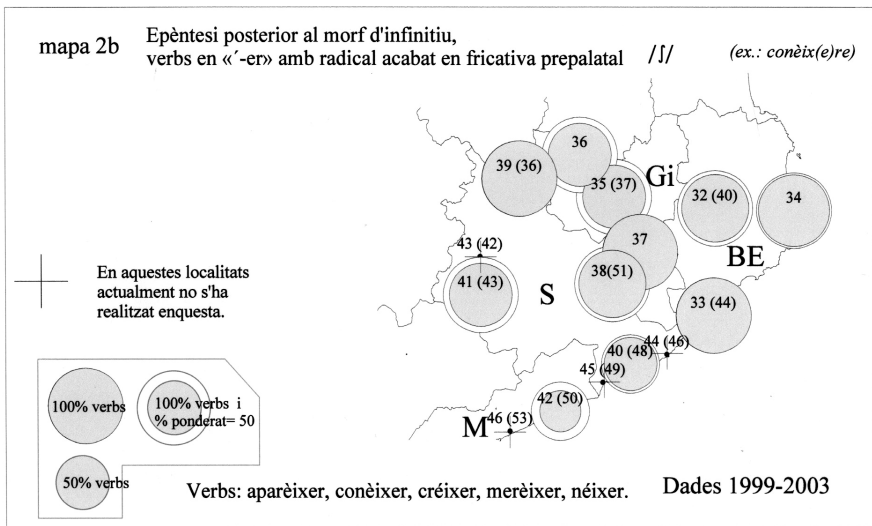 mapa 2b
Epèntesi posterior al morf d'infinitiu,
verbs en «´-er» amb radical acabat en fricativa prepalatal /ʃ/ (ex.: conèix(e)re)
36
39 (36)
35 (37)
Gi
32 (40)
34
37
43 (42)
BE
41 (43)
38(51)
S
33 (44)
En aquestes localitats
actualment no s'ha
realitzat enquesta.
44 (46)
40 (48)
45 (49)
42 (50)
M
46 (53)
100% verbs
100% verbs i
% ponderat= 50
50% verbs
Verbs: aparèixer, conèixer, créixer, merèixer, néixer.
Dades 1999-2003